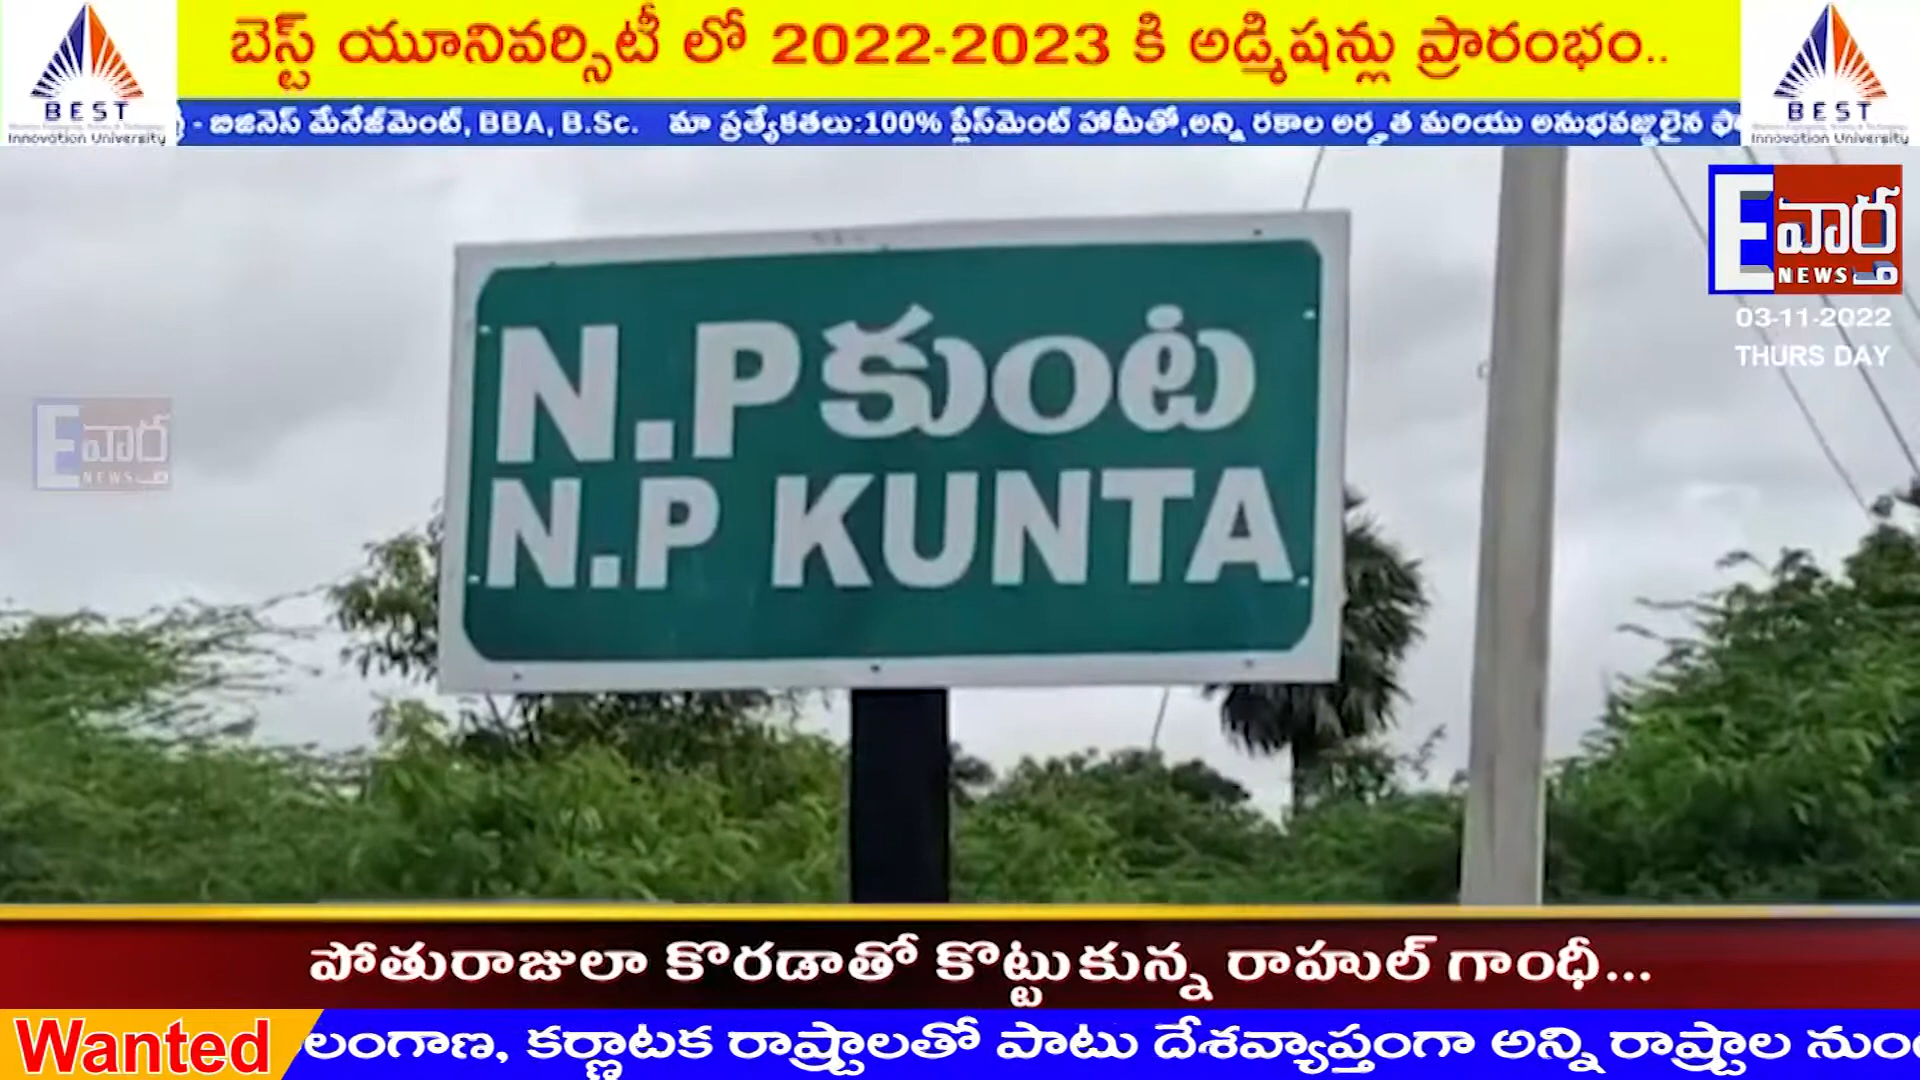 బెస్ట్ యూనివర్సిటీ లో 2022-2023 కి అడ్మిషన్లు ప్రారంభం..
BEST
Innovation University
- బిజినెస్ మేనేజ్‌మెంట్, BBA, B.Sc. మా ప్రత్యేకతలు:100% ప్లేస్‌మెంట్ హామీతో,అన్ని రకాల అర్హత మరియు అనుభవజ్ఞులైన
BEST
Innovation University
E వార్త
NEWS
03-11-2022
THURS DAY
N.P కుంట
N.P KUNTA
E వార్త
NEWS
పోతురాజులా కొరడాతో కొట్టుకున్న రాహుల్ గాంధీ...
Wanted
లంగాణ, కర్ణాటక రాష్ట్రాలతో పాటు దేశవ్యాప్తంగా అన్ని రాష్ట్రాల నుం